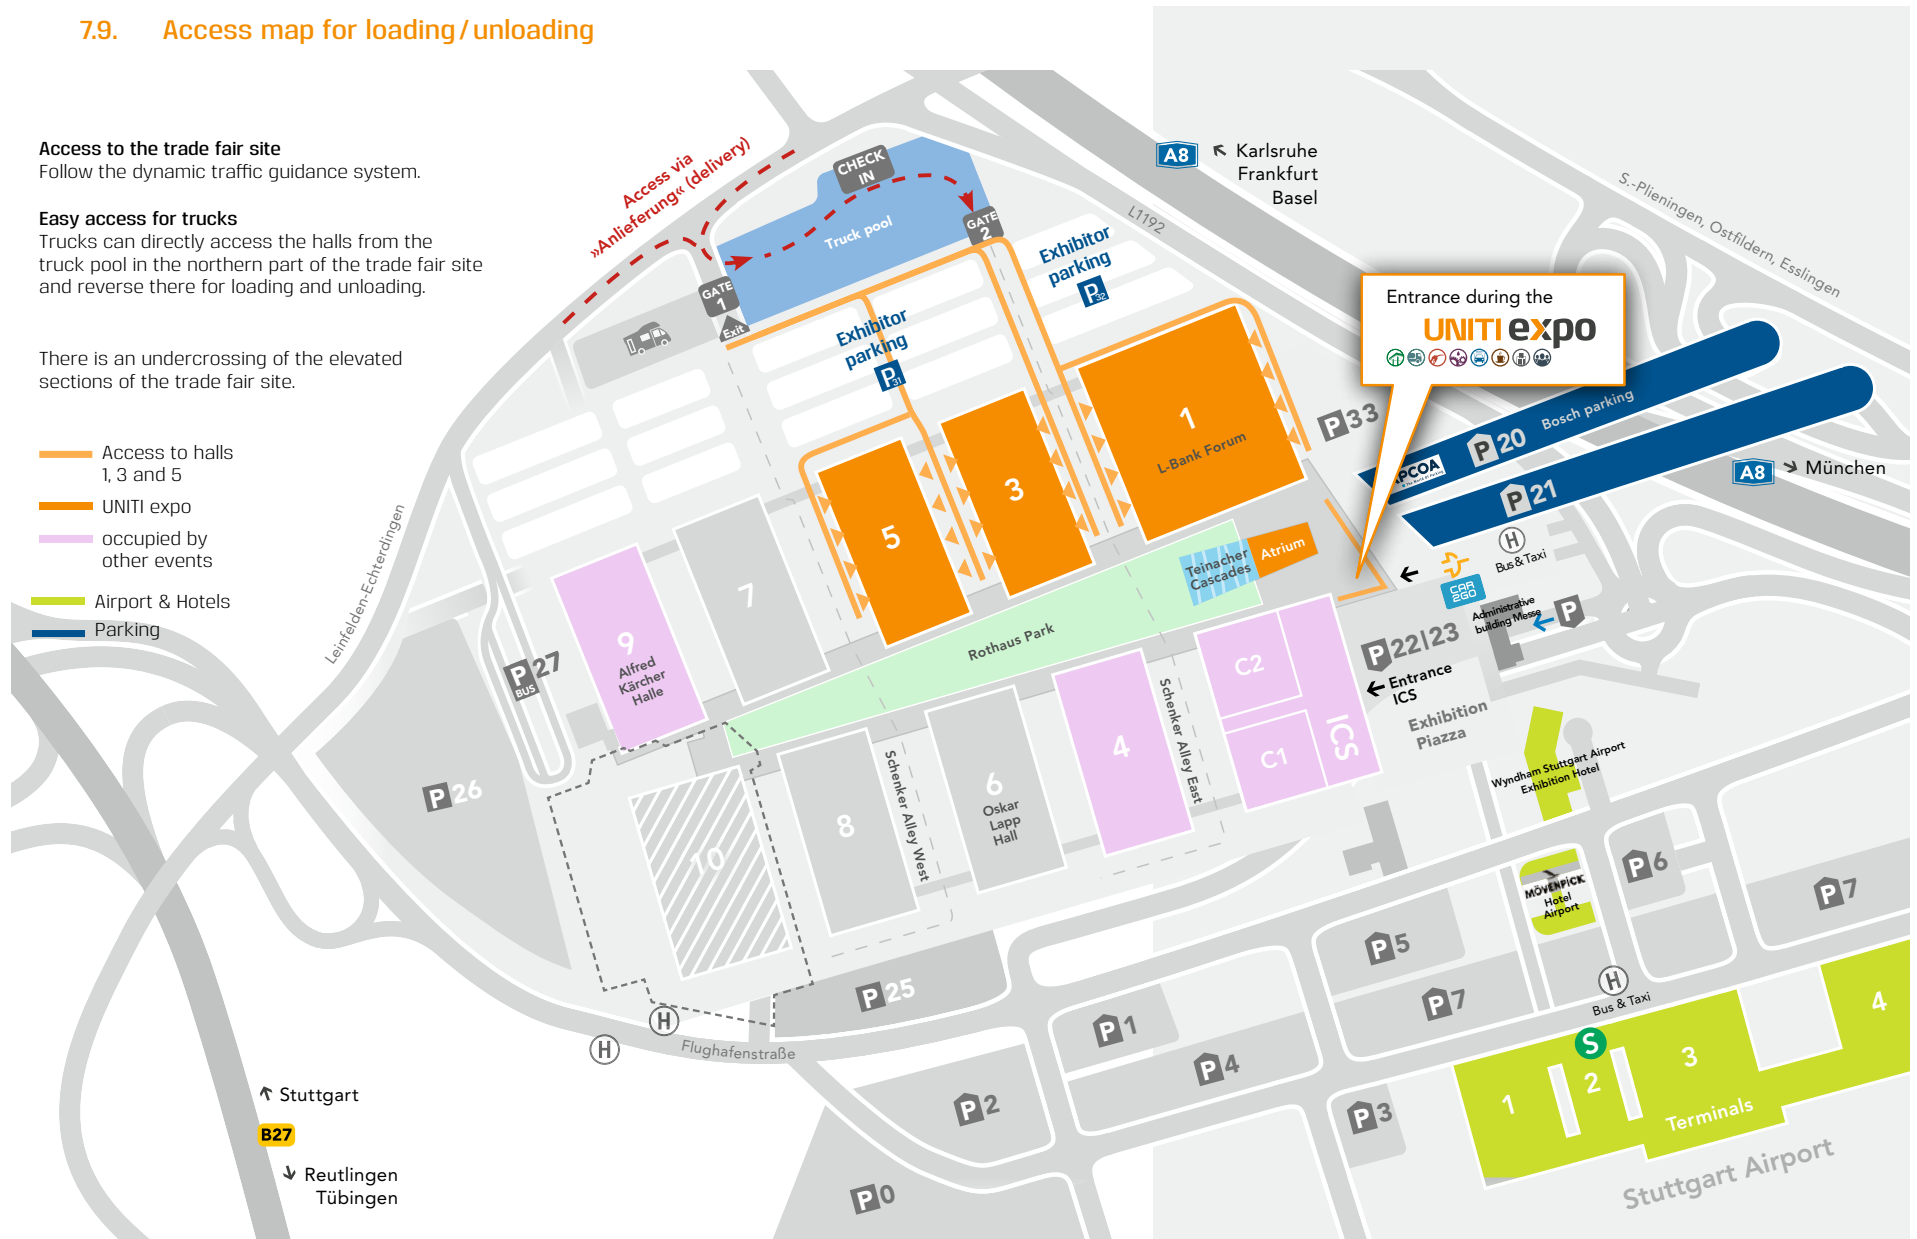 7.9. Access map for loading/unloading
Access to the trade fair site
Follow the dynamic traffic guidance system.
Easy access for trucks
Trucks can directly access the halls from the
truck pool in the northern part of the trade fair site
and reverse there for loading and unloading.
There is an undercrossing of the elevated
sections of the trade fair site.
Access to halls
1, 3 and 5
UNITI expo
occupied by
other events
Airport & Hotels
Parking
Access via
»Anlieferung« (delivery)
CHECK
IN
Truck pool
GATE
1
Exit
GATE
2
Exhibitor
parking
P32
Exhibitor
parking
P31
L1192
A8
Karlsruhe
Frankfurt
Basel
S.-Plieningen, Ostfildern, Esslingen
Entrance during the
UNITI expo
Bosch parking
P20
APCOA
P21
P33
A8
München
H
Bus & Taxi
CAR
2GO
Administrative
building Messe
P
1
L-Bank Forum
3
5
7
9
Alfred
Kärcher
Halle
Teinacher
Cascades
Atrium
Rothaus Park
P22|23
Entrance
ICS
Exhibition
Piazza
C2
C1
ICS
4
Schenker Alley East
6
Oskar
Lapp
Hall
Schenker Alley West
8
10
P27
BUS
P26
Leinfelden-Echterdingen
Wyndham Stuttgart Airport
Exhibition Hotel
MÖVENPICK
Hotel
Airport
P6
P7
P5
P7
P25
H
H
Flughafenstraße
P1
P4
P2
P3
P0
H
Bus & Taxi
S
1
2
3
4
Terminals
Stuttgart Airport
Stuttgart
B27
Reutlingen
Tübingen